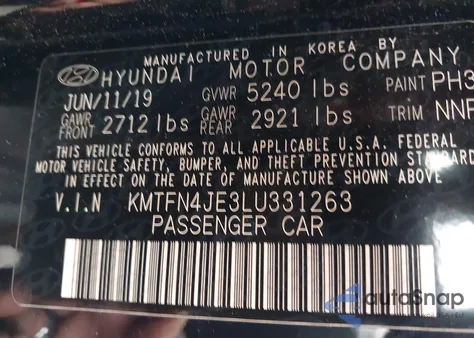 MANUFACTURED IN KOREA BY
HYUNDAI MOTOR COMPANY
JUN/11/19 GVWR 5240 lbs PAINT PH3
GAWR FRONT 2712 lbs GAWR REAR 2921 lbs TRIM NNB
THIS VEHICLE CONFORMS TO ALL APPLICABLE U.S.A. FEDERAL
MOTOR VEHICLE SAFETY, BUMPER, AND THEFT PREVENTION STANDA
IN EFFECT ON THE DATE OF MANUFACTURE SHOWN ABOVE
V.I.N KMTFN4JE3LU331263
PASSENGER CAR
autoSnap